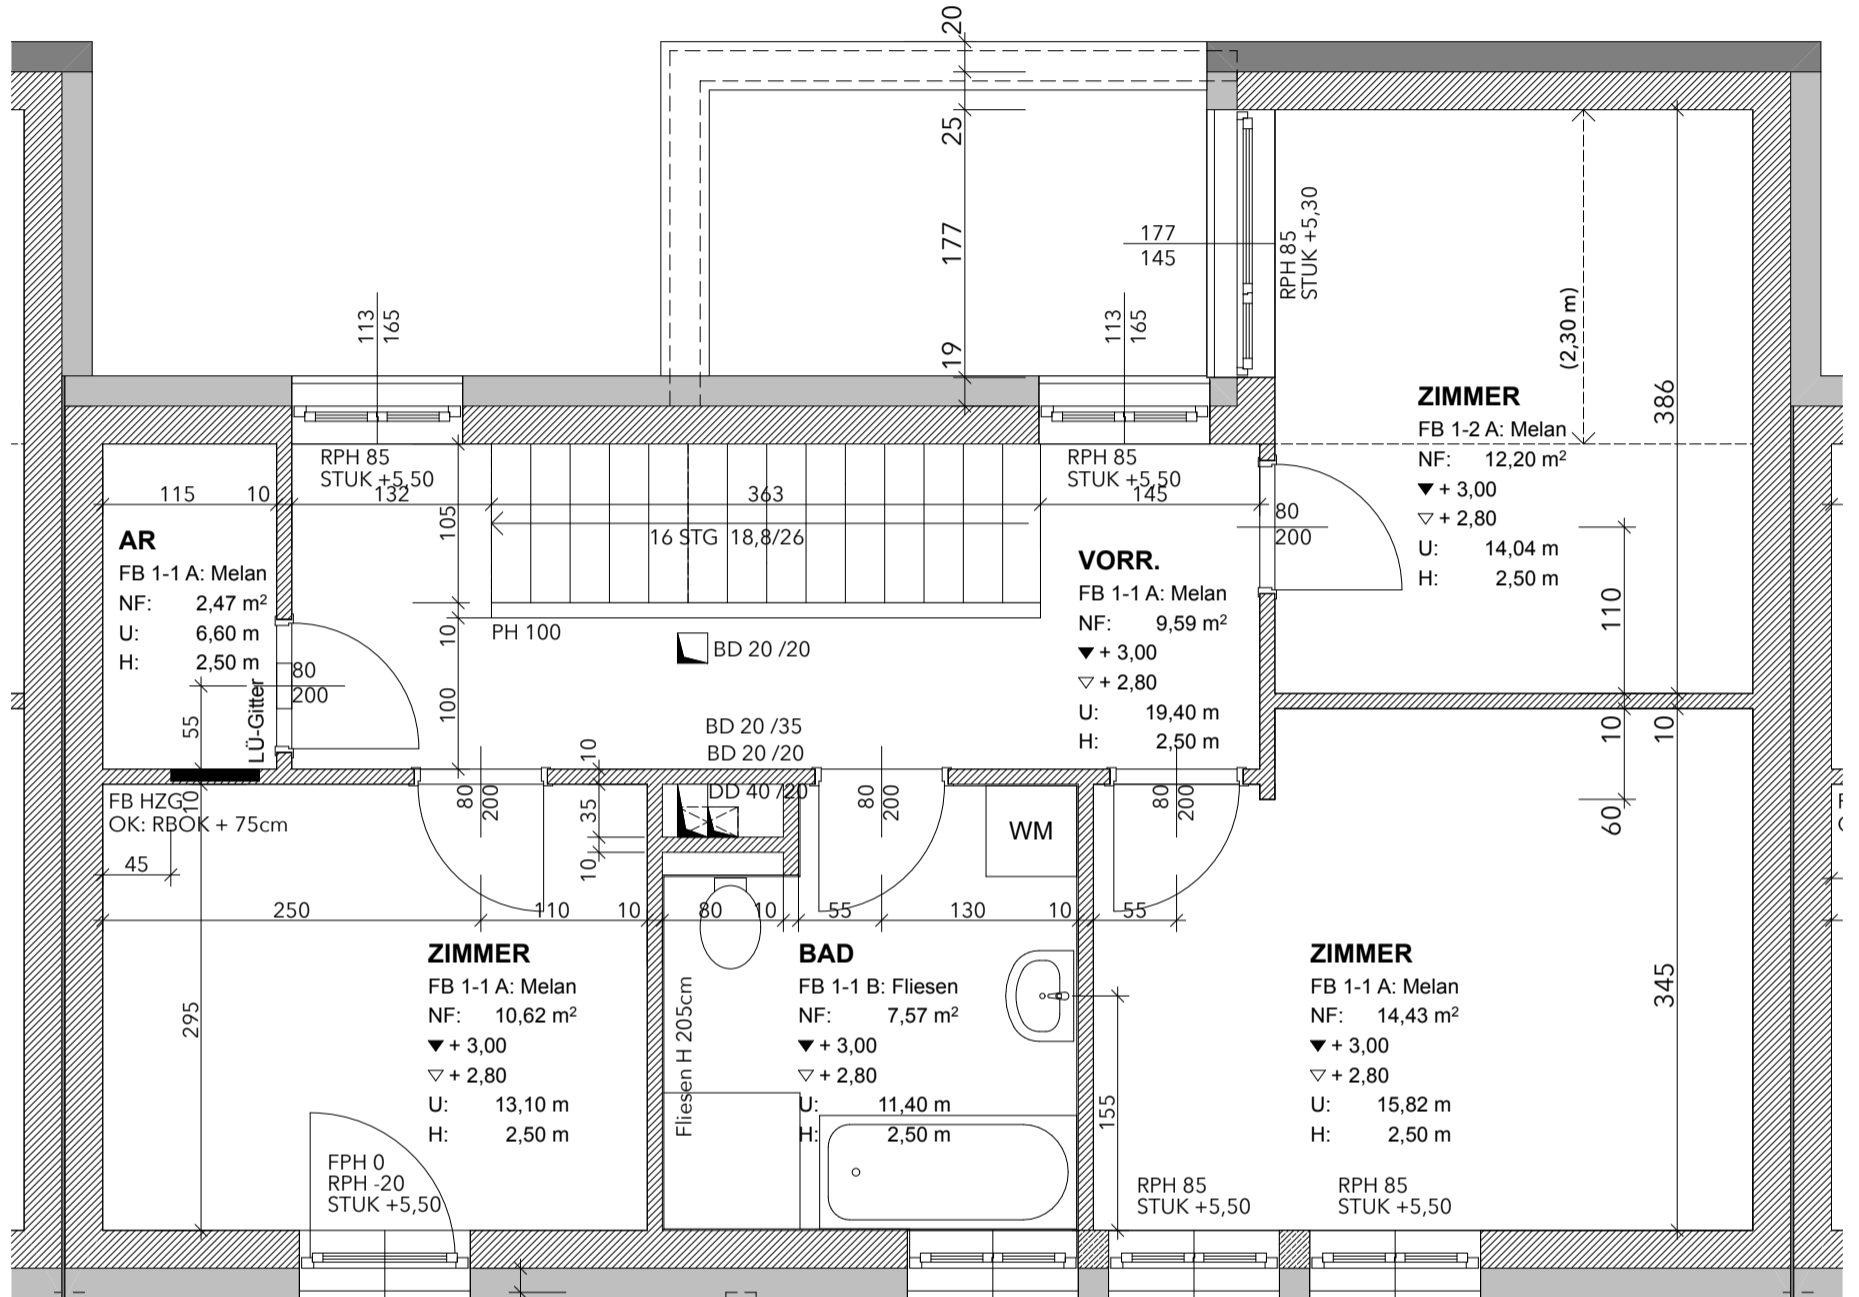 20
25
177
19
177
145
RPH 85
STUK +5,30
(2,30 m)
386
113
165
113
165
RPH 85
STUK +5,50
RPH 85
STUK +5,50
115
10
132
363
145
105
16 STG 18,8/26
80
200
ZIMMER
FB 1-2 A: Melan
NF: 12,20 m²
▼ + 3,00
▽ + 2,80
U: 14,04 m
H: 2,50 m
110
AR
FB 1-1 A: Melan
NF: 2,47 m²
U: 6,60 m
H: 2,50 m
LÜ-Gitter
80
200
55
10
100
PH 100
BD 20 /20
VORR.
FB 1-1 A: Melan
NF: 9,59 m²
▼ + 3,00
▽ + 2,80
U: 19,40 m
H: 2,50 m
BD 20 /35
BD 20 /20
DD 40 /20
10
10
60
FB HZG
OK: RBOK + 75cm
10
45
80
200
10
35
10
80
200
WM
80
200
250
110
10
80
10
55
130
10
55
295
ZIMMER
FB 1-1 A: Melan
NF: 10,62 m²
▼ + 3,00
▽ + 2,80
U: 13,10 m
H: 2,50 m
Fliesen H 205cm
BAD
FB 1-1 B: Fliesen
NF: 7,57 m²
▼ + 3,00
▽ + 2,80
U: 11,40 m
H: 2,50 m
155
ZIMMER
FB 1-1 A: Melan
NF: 14,43 m²
▼ + 3,00
▽ + 2,80
U: 15,82 m
H: 2,50 m
345
FPH 0
RPH -20
STUK +5,50
RPH 85
STUK +5,50
RPH 85
STUK +5,50